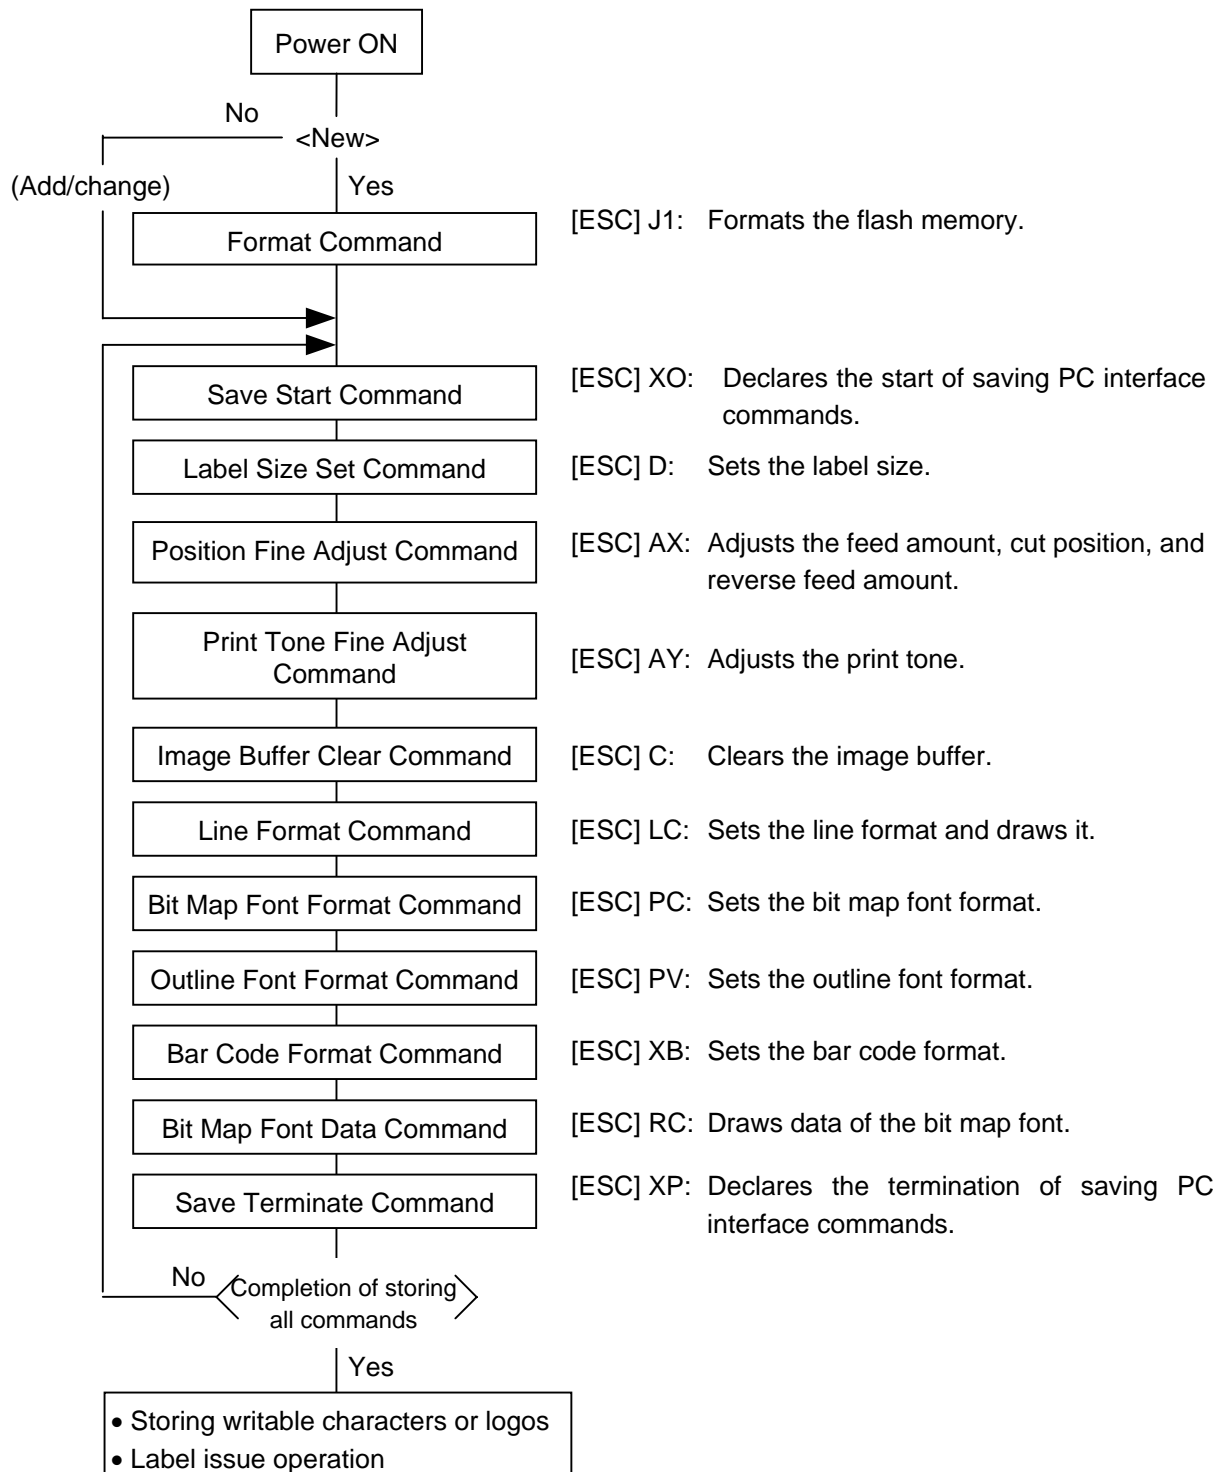 Power ON
No
<New>
(Add/change)
Yes
Format Command
[ESC] J1: Formats the flash memory.
Save Start Command
[ESC] XO: Declares the start of saving PC interface
commands.
Label Size Set Command
[ESC] D: Sets the label size.
Position Fine Adjust Command
[ESC] AX: Adjusts the feed amount, cut position, and
reverse feed amount.
Print Tone Fine Adjust
Command
[ESC] AY: Adjusts the print tone.
Image Buffer Clear Command
[ESC] C: Clears the image buffer.
Line Format Command
[ESC] LC: Sets the line format and draws it.
Bit Map Font Format Command
[ESC] PC: Sets the bit map font format.
Outline Font Format Command
[ESC] PV: Sets the outline font format.
Bar Code Format Command
[ESC] XB: Sets the bar code format.
Bit Map Font Data Command
[ESC] RC: Draws data of the bit map font.
Save Terminate Command
[ESC] XP: Declares the termination of saving PC
interface commands.
No
Completion of storing
all commands
Yes
• Storing writable characters or logos
• Label issue operation